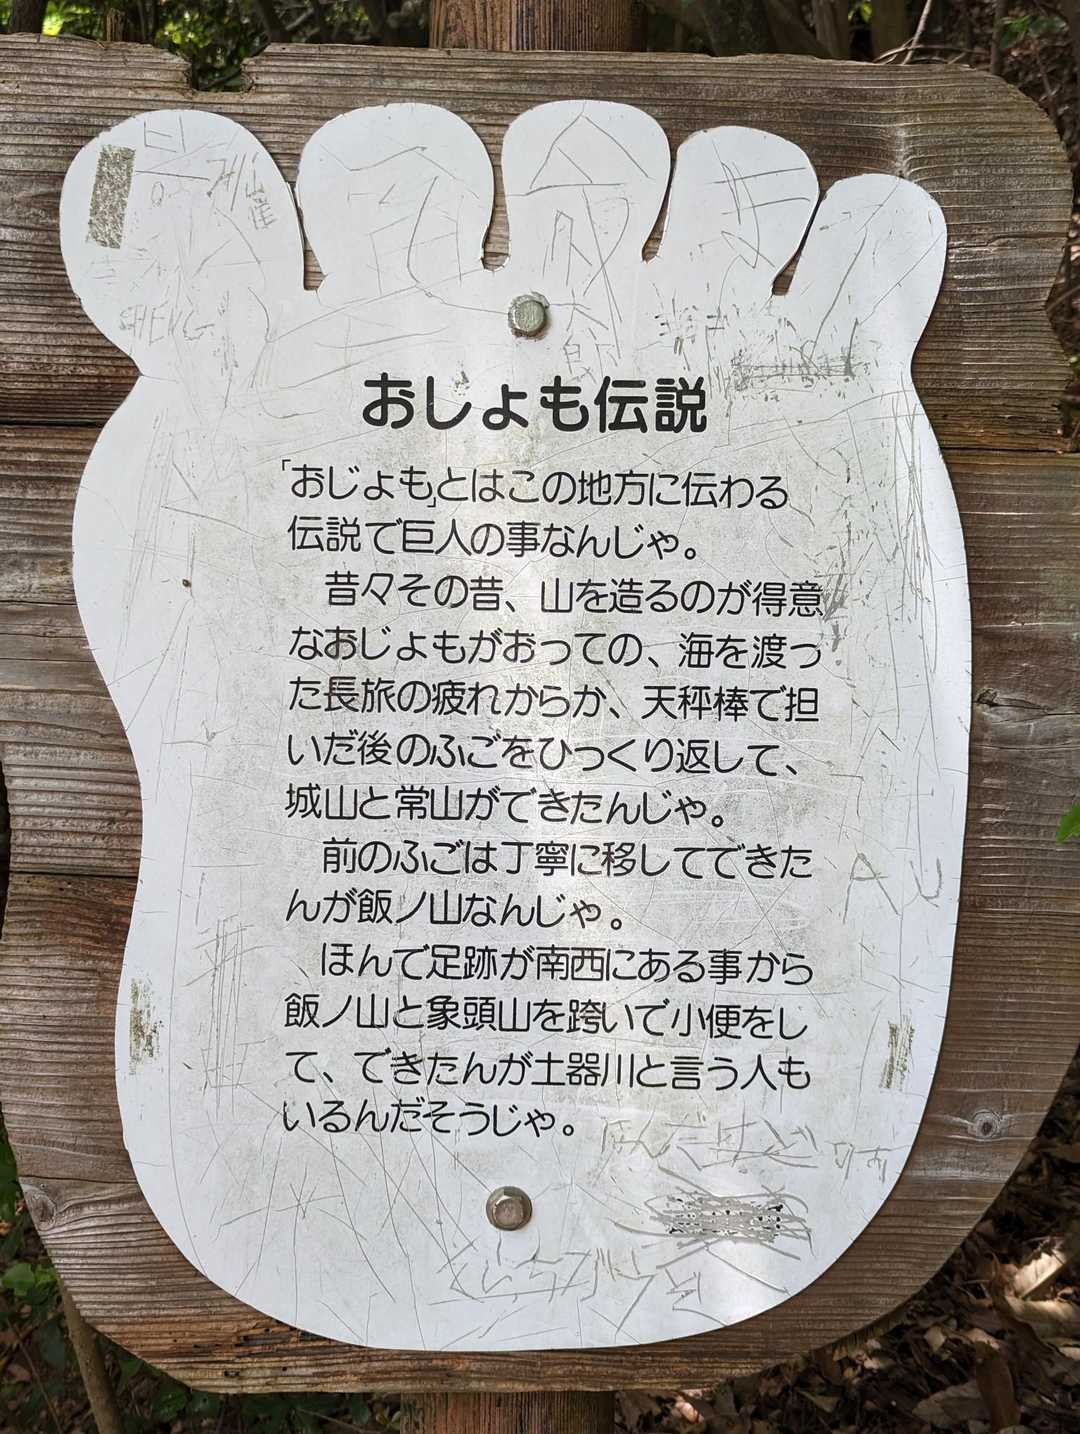 おじょも伝説
「おじょも」とはこの地方に伝わる
伝説で巨人の事なんじゃ。
昔々その昔、山を造るのが得意
なおじょもがおっての、海を渡っ
た長旅の疲れからか、天秤棒で担
いだ後のふごをひっくり返して、
城山と常山ができたんじゃ。
前のふごは丁寧に移してできた
んが飯ノ山なんじゃ。
ほんで足跡が南西にある事から
飯ノ山と象頭山を跨いで小便をし
て、できたんが土器川と言う人も
いるんだそうじゃ。